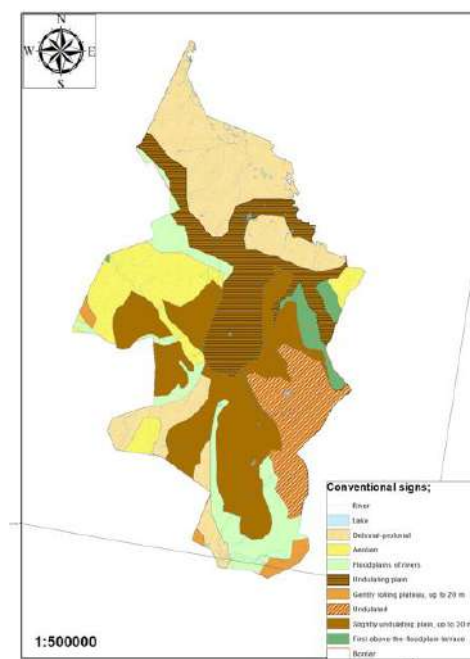 N
W E
S
Conventional signs;
River
Lake
Deluvial-proluvial
Aeolian
Floodplains of rivers
Undulating plain
Gently rolling plateau, up to 20 m
Undulated
Slightly undulating plain, up to 20 m
First above-the-floodplain terrace
Border
1:500000